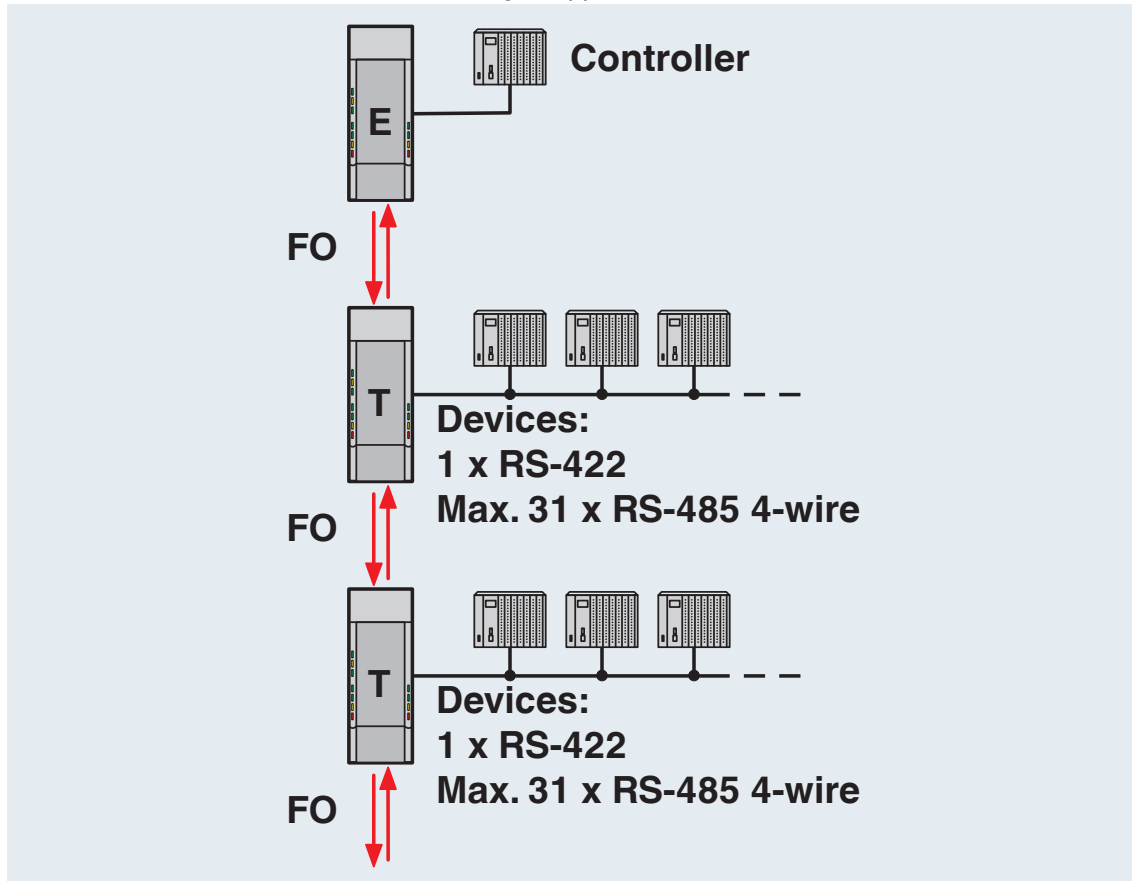 Controller
E
FO
T
Devices:
1 x RS-422
Max. 31 x RS-485 4-wire
FO
T
Devices:
1 x RS-422
Max. 31 x RS-485 4-wire
FO